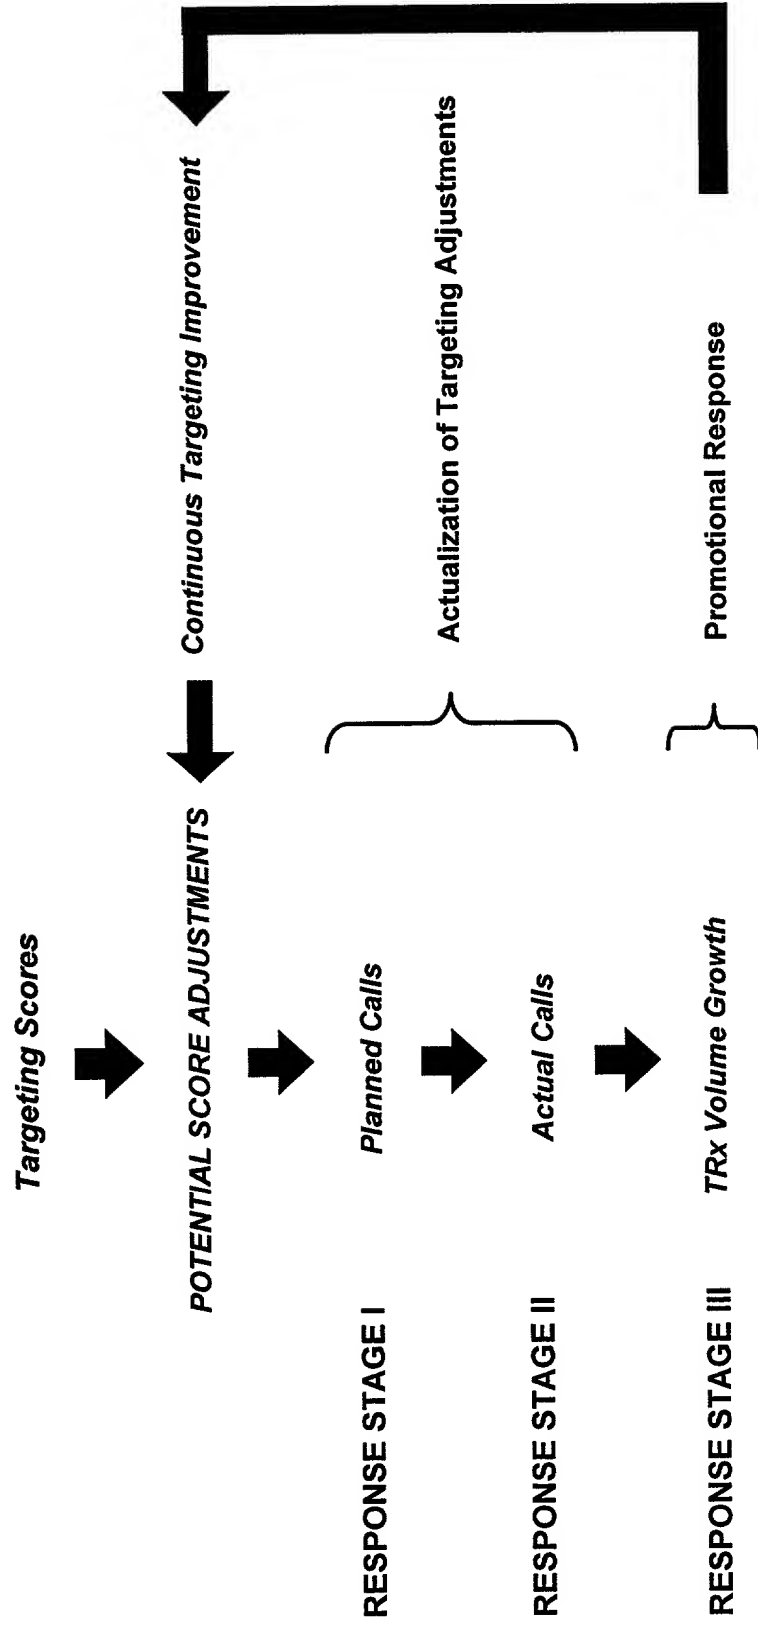 Targeting Scores
POTENTIAL SCORE ADJUSTMENTS
Continuous Targeting Improvement
RESPONSE STAGE I
Planned Calls
Actualization of Targeting Adjustments
RESPONSE STAGE II
Actual Calls
RESPONSE STAGE III
TRx Volume Growth
Promotional Response